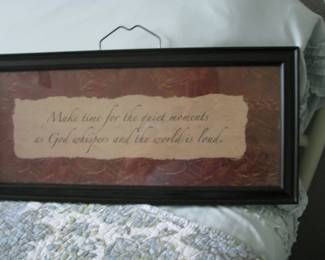 Make time for the quiet moments
as God whispers and the world is loud.